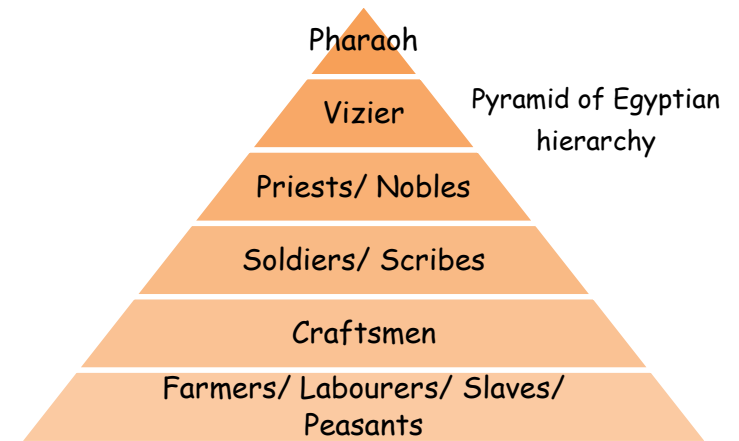 Pharaoh
Vizier
Pyramid of Egyptian
hierarchy
Priests/ Nobles
Soldiers/ Scribes
Craftsmen
Farmers/ Labourers/ Slaves/
Peasants